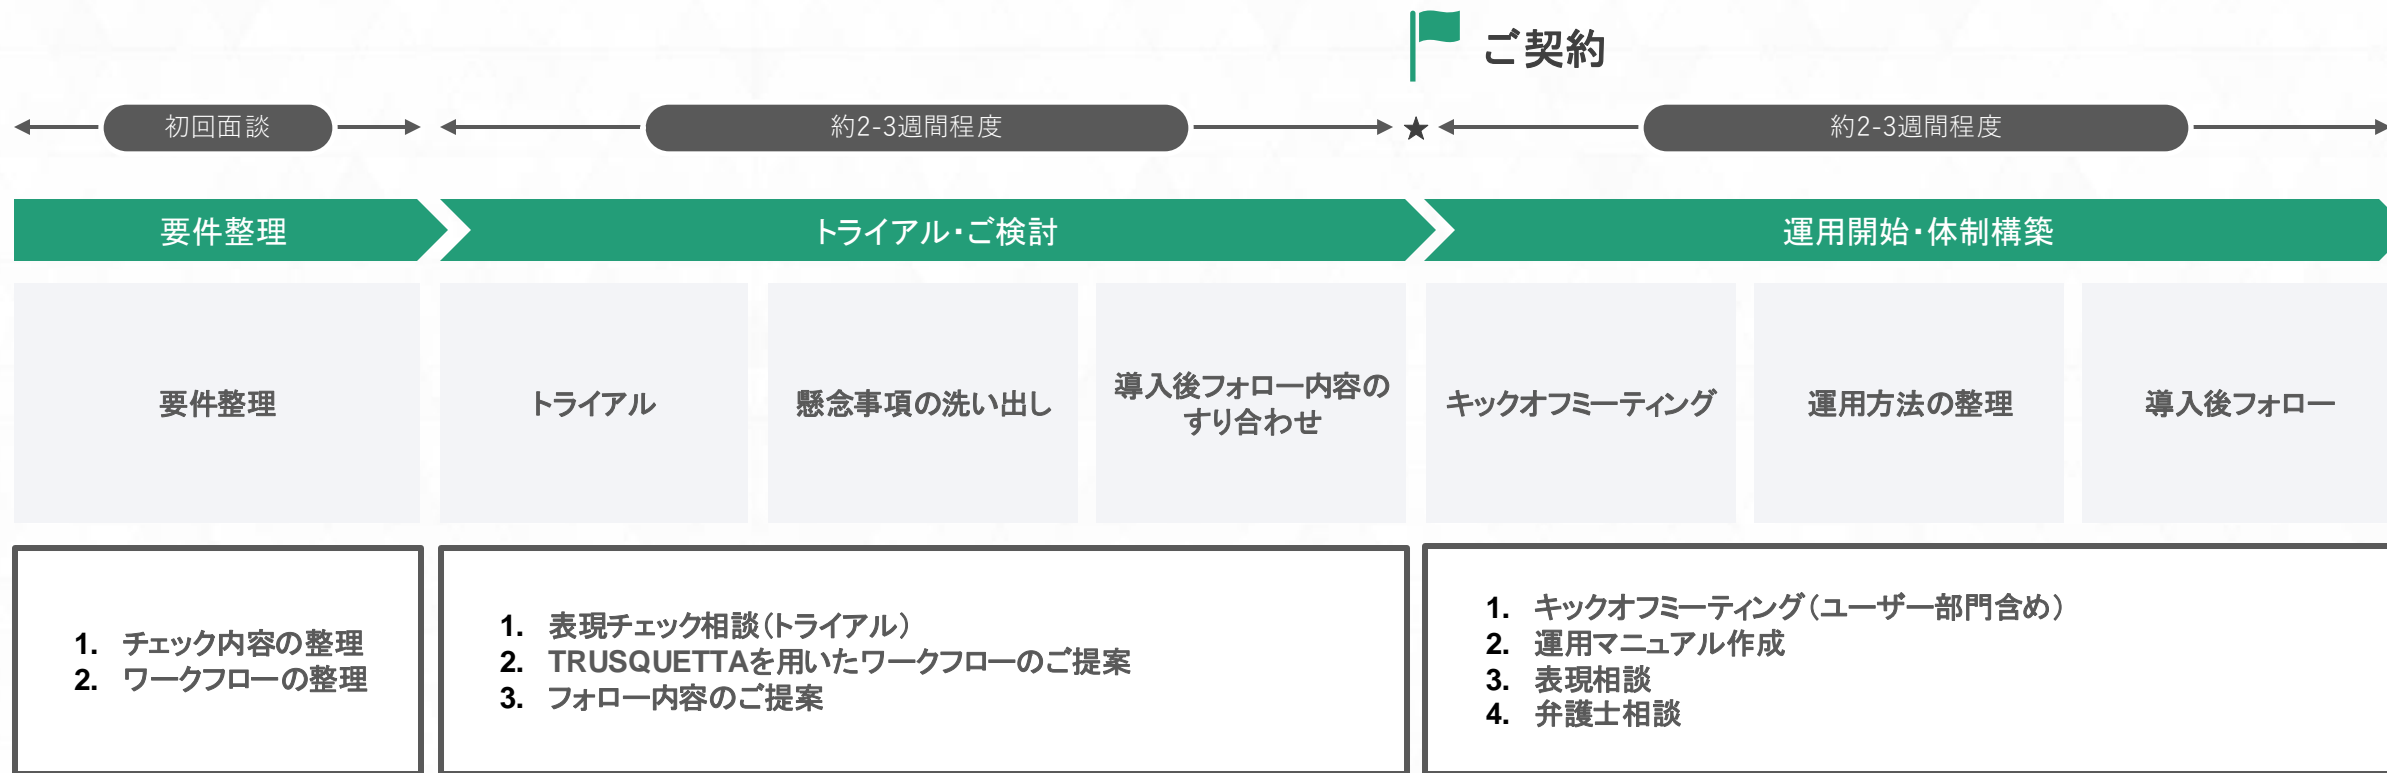 ご契約
初回面談
約2-3週間程度
約2-3週間程度
要件整理
トライアル・ご検討
運用開始・体制構築
要件整理
トライアル
懸念事項の洗い出し
導入後フォロー内容の
すり合わせ
キックオフミーティング
運用方法の整理
導入後フォロー
1. チェック内容の整理
2. ワークフローの整理
1. 表現チェック相談（トライアル）
2. TRUSQUETTAを用いたワークフローのご提案
3. フォロー内容のご提案
1. キックオフミーティング（ユーザー部門含め）
2. 運用マニュアル作成
3. 表現相談
4. 弁護士相談